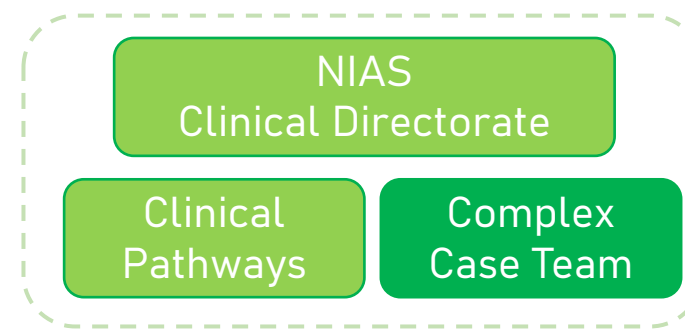 NIAS
Clinical Directorate
Clinical
Pathways
Complex
Case Team